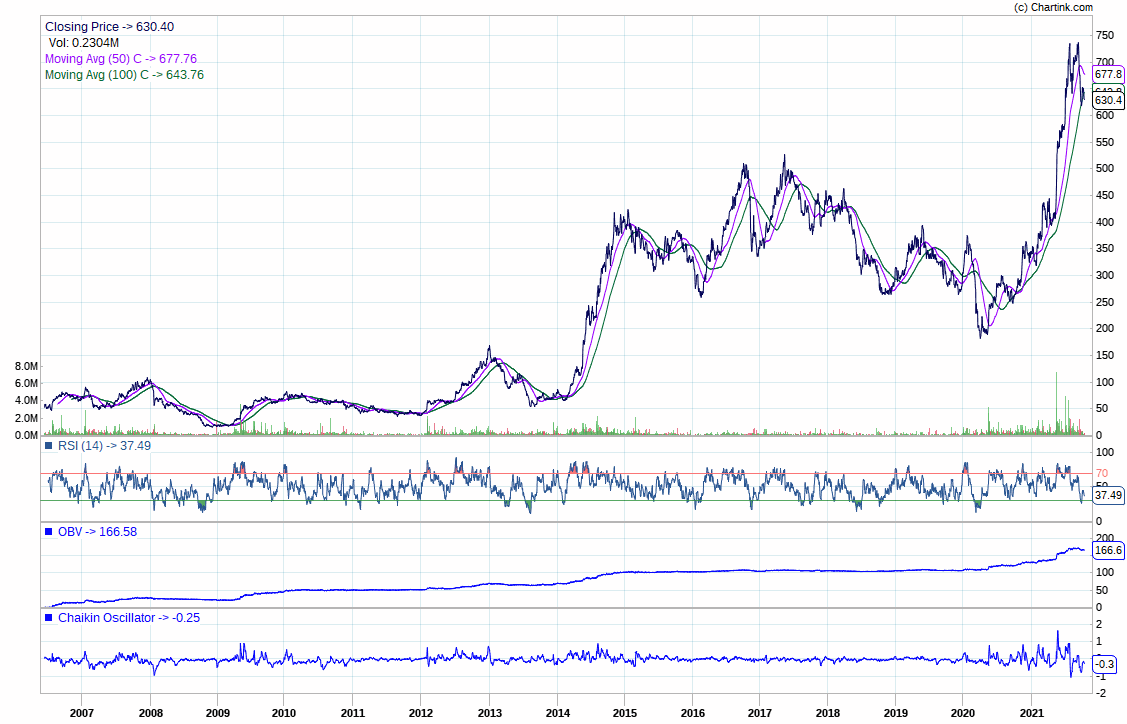 (c) Chartink.com
Closing Price -> 630.40
Vol: 0.2304M
Moving Avg (50) C -> 677.76
Moving Avg (100) C -> 643.76
750
700
677.8
630.4
600
550
500
450
400
350
300
250
200
150
100
50
0
8.0M
6.0M
4.0M
2.0M
0.0M
RSI (14) -> 37.49
100
70
50
37.49
0
OBV -> 166.58
200
166.6
100
50
0
Chaikin Oscillator -> -0.25
2
1
-0.3
-1
-2
2007 2008 2009 2010 2011 2012 2013 2014 2015 2016 2017 2018 2019 2020 2021